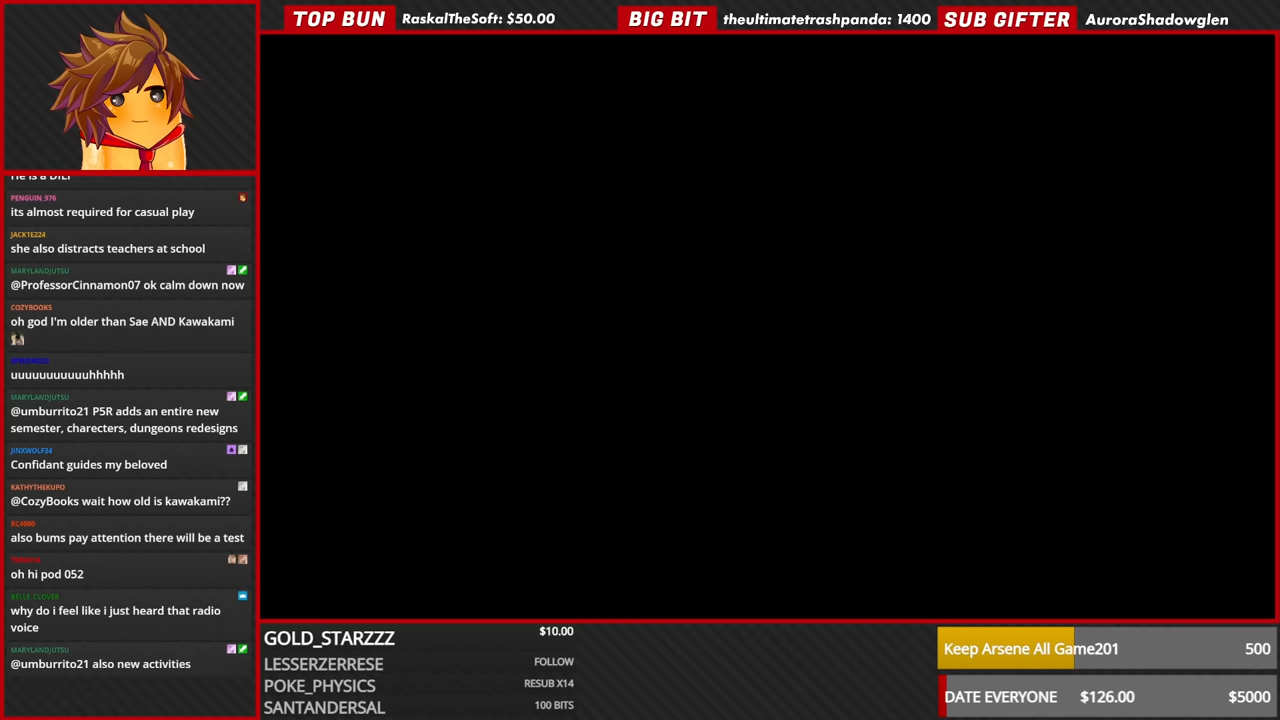 TOP BUN RaskalTheSoft: $50.00 BIG BIT theultimatetrashpanda: 1400 SUB GIFTER AuroraShadowglen
PENGUIN_976
its almost required for casual play
JACK1E224
she also distracts teachers at school
MARYLANDJUTSU
@ProfessorCinnamon07 ok calm down now
COZYBOOKS
oh god I'm older than Sae AND Kawakami
uuuuuuuuuuuhhhhh
MARYLANDJUTSU
@umburrito21 P5R adds an entire new
semester, charecters, dungeons redesigns
JINXWOLF34
Confidant guides my beloved
KATHYTHEKUPO
@CozyBooks wait how old is kawakami??
RC4000
also bums pay attention there will be a test
oh hi pod 052
BELLE_CLOVER
why do i feel like i just heard that radio
voice
MARYLANDJUTSU
@umburrito21 also new activities
GOLD_STARZZZ $10.00
LESSERZERRESE FOLLOW
POKE_PHYSICS RESUB X14
SANTANDERSAL 100 BITS
Keep Arsene All Game201 500
DATE EVERYONE $126.00 $5000